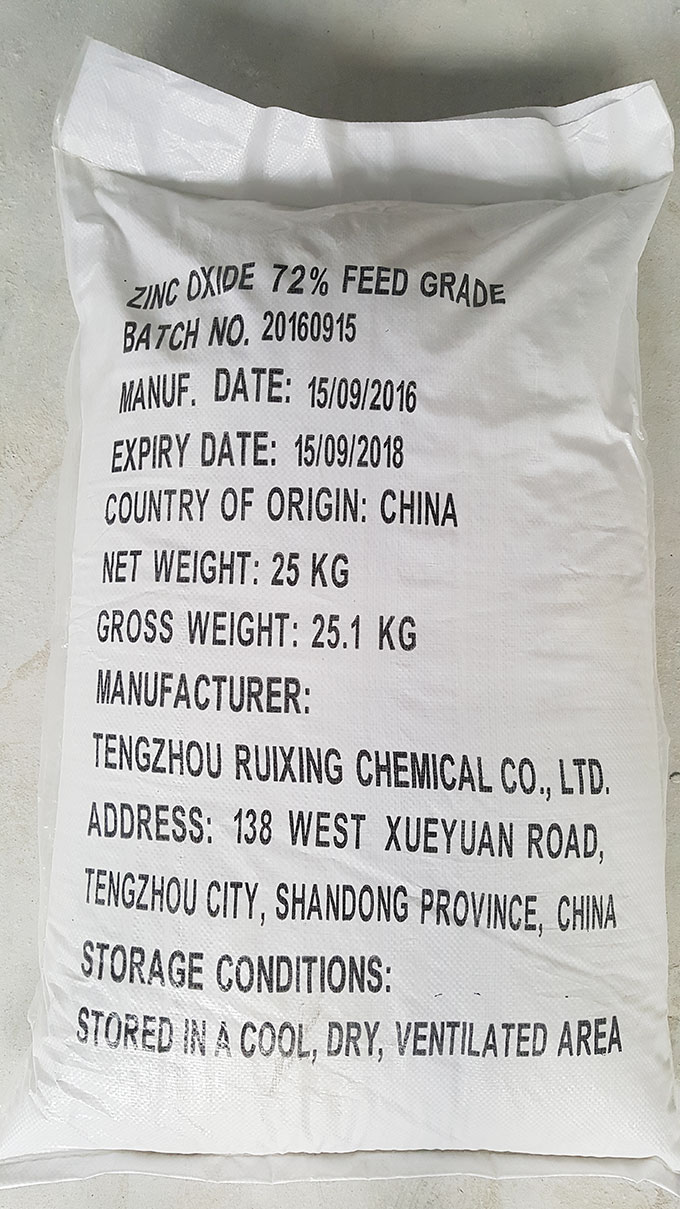 ZINC OXIDE 72% FEED GRADE
BATCH NO. 20160915
MANUF. DATE: 15/09/2016
EXPIRY DATE: 15/09/2018
COUNTRY OF ORIGIN: CHINA
NET WEIGHT: 25 KG
GROSS WEIGHT: 25.1 KG
MANUFACTURER:
TENGZHOU RUIXING CHEMICAL CO., LTD.
ADDRESS: 138 WEST XUEYUAN ROAD,
TENGZHOU CITY, SHANDONG PROVINCE, CHINA
STORAGE CONDITIONS:
STORED IN A COOL, DRY, VENTILATED AREA